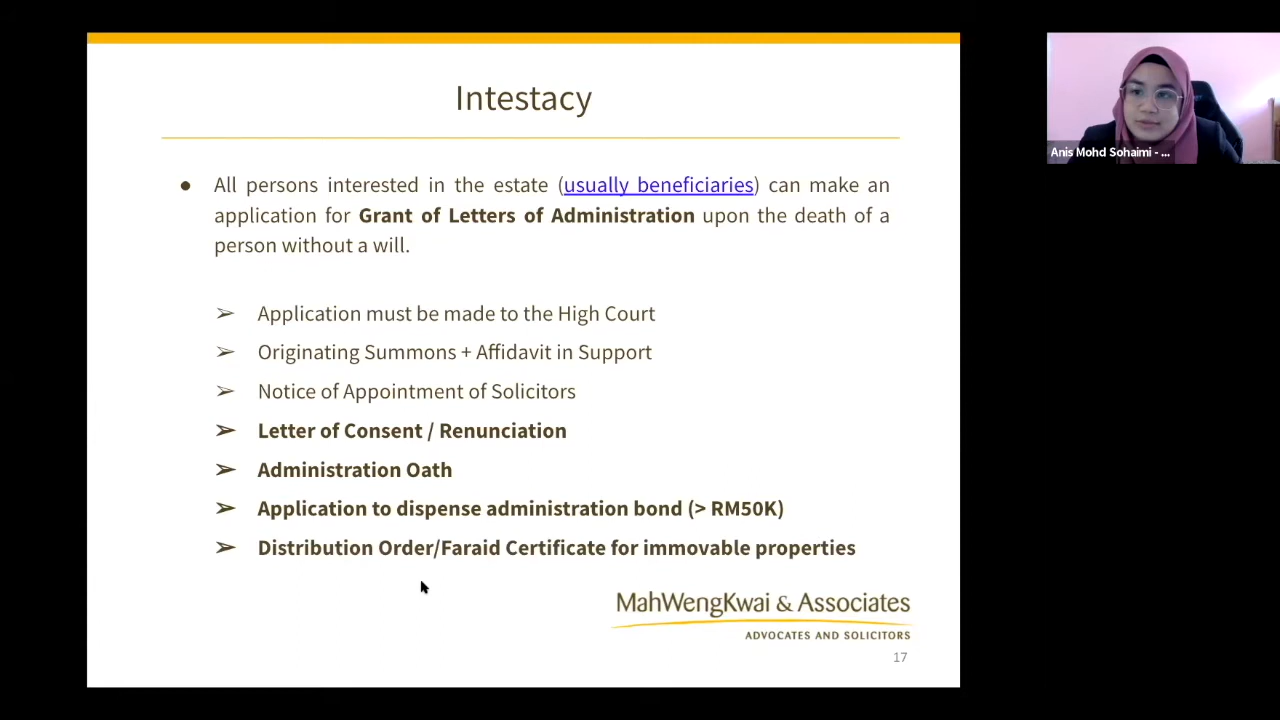 Intestacy
● All persons interested in the estate (usually beneficiaries) can make an
application for Grant of Letters of Administration upon the death of a
person without a will.
➢ Application must be made to the High Court
➢ Originating Summons + Affidavit in Support
➢ Notice of Appointment of Solicitors
➢ Letter of Consent / Renunciation
➢ Administration Oath
➢ Application to dispense administration bond (> RM50K)
➢ Distribution Order/Faraid Certificate for immovable properties
MahWengKwai & Associates
ADVOCATES AND SOLICITORS
17
Anis Mohd Sohaimi - ...